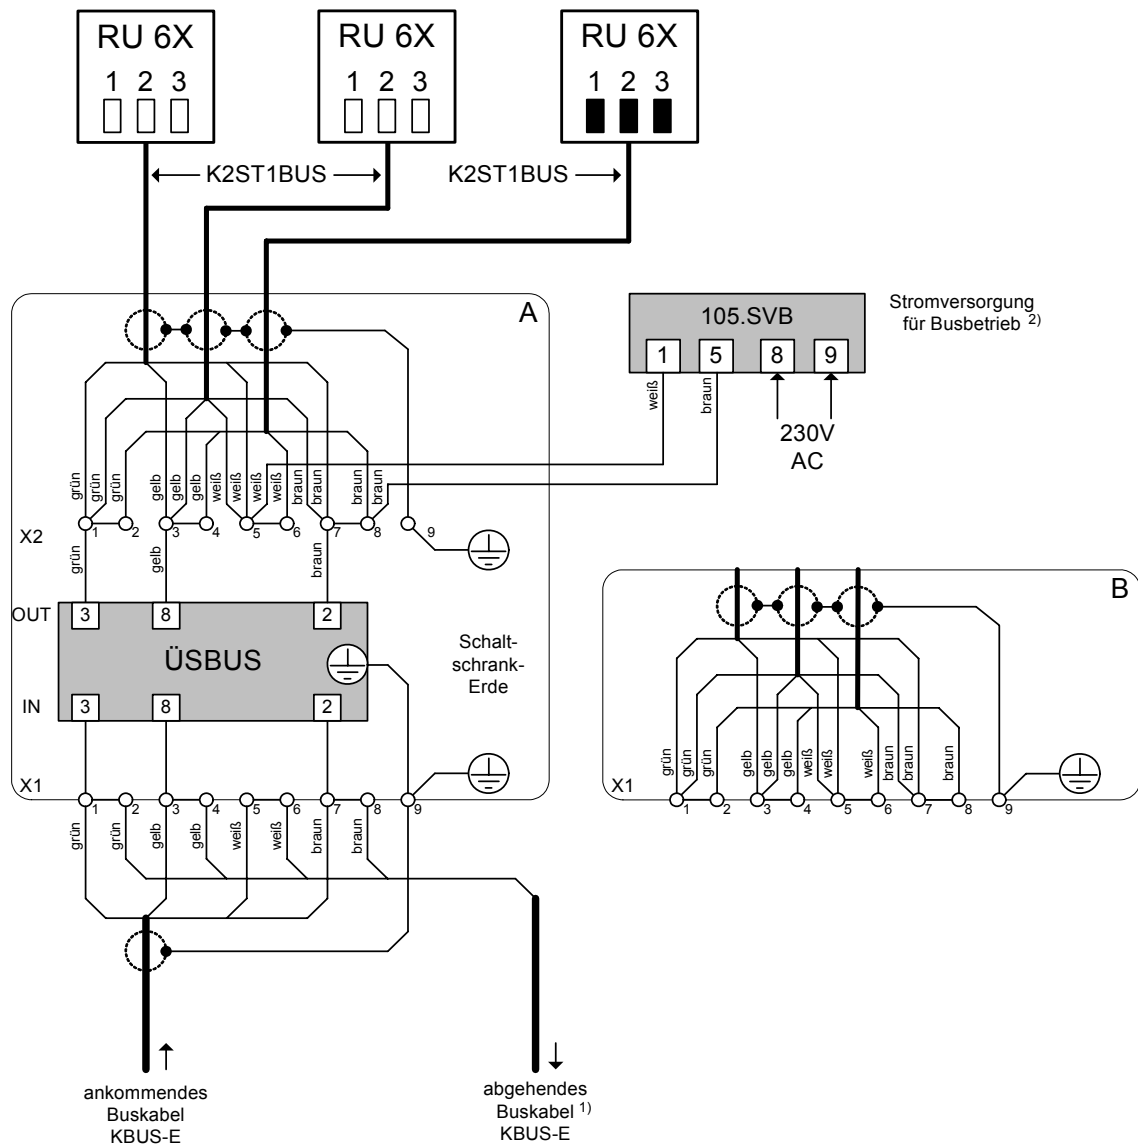 RU 6X
1 2 3
RU 6X
1 2 3
RU 6X
1 2 3
K2ST1BUS
K2ST1BUS
A
105.SVB
1 5 8 9
Stromversorgung
für Busbetrieb 2)
weiß
braun
230V
AC
grün
grün
grün
gelb
gelb
gelb
weiß
weiß
weiß
weiß
braun
braun
braun
braun
X2
1 2 3 4 5 6 7 8 9
grün
gelb
braun
OUT
3 8 2
ÜSBUS
Schalt-
schrank-
Erde
IN
3 8 2
X1
1 2 3 4 5 6 7 8 9
grün
grün
gelb
gelb
weiß
weiß
braun
braun
ankommendes
Buskabel
KBUS-E
abgehendes
Buskabel 1)
KBUS-E
B
grün
grün
grün
gelb
gelb
gelb
weiß
weiß
weiß
braun
braun
braun
X1
1 2 3 4 5 6 7 8 9